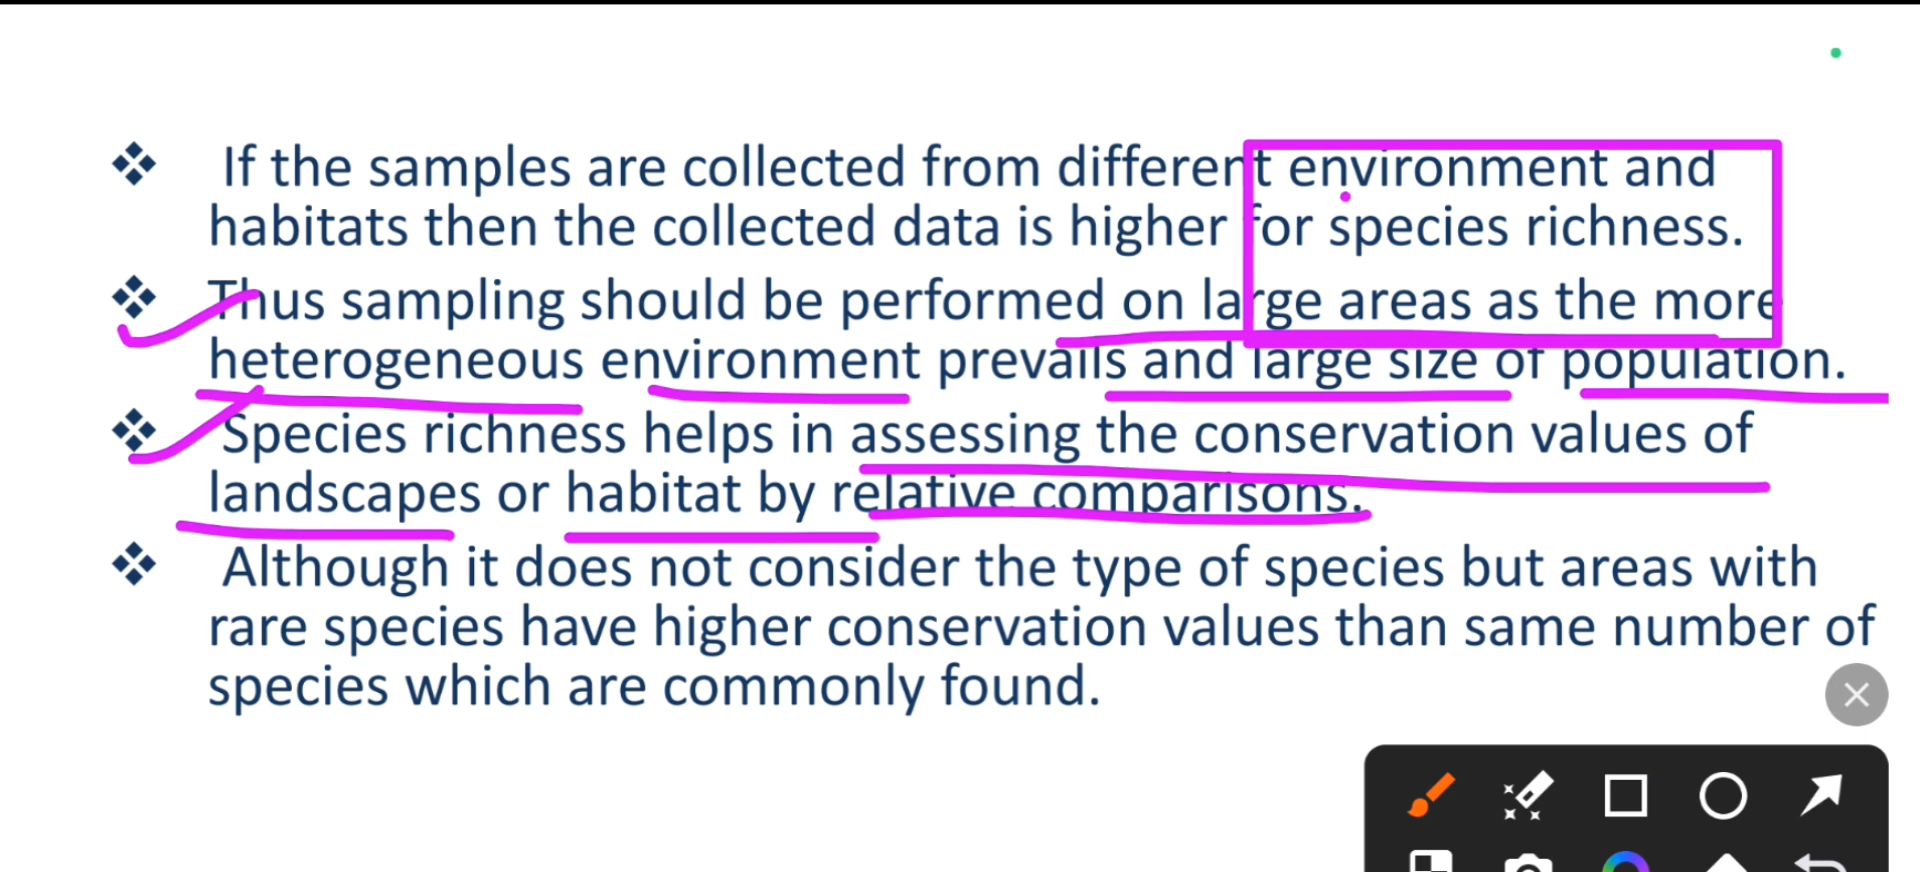 ❖ If the samples are collected from different environment and
habitats then the collected data is higher for species richness.
❖ Thus sampling should be performed on large areas as the more
heterogeneous environment prevails and large size of population.
❖ Species richness helps in assessing the conservation values of
landscapes or habitat by relative comparisons.
❖ Although it does not consider the type of species but areas with
rare species have higher conservation values than same number of
species which are commonly found.